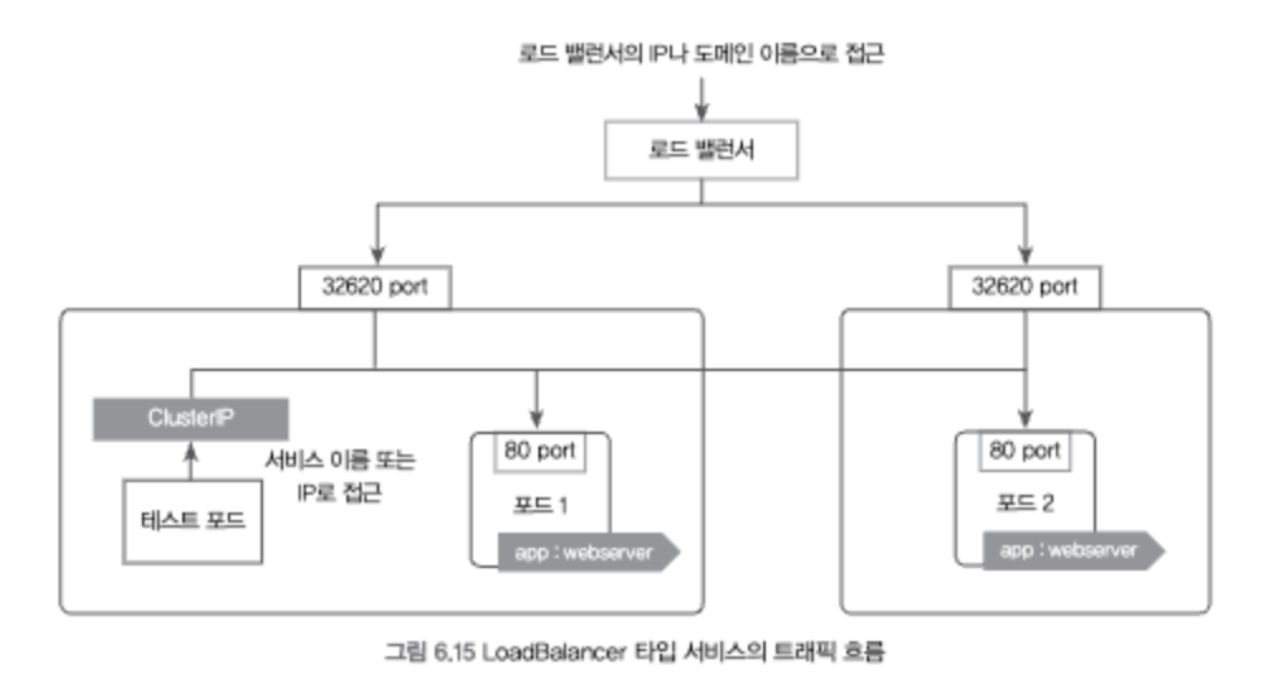 로드 밸런서의 IP나 도메인 이름으로 접근
로드 밸런서
32620 port
32620 port
ClusterIP
서비스 이름 또는
IP로 접근
테스트 포드
80 port
포드 1
app : webserver
80 port
포드 2
app : webserver
그림 6.15 LoadBalancer 타입 서비스의 트래픽 흐름